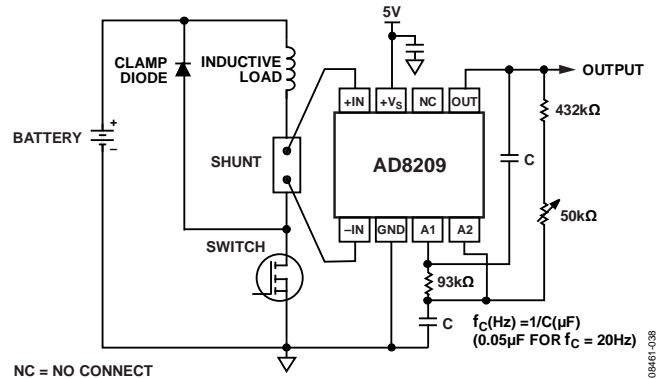 5V
CLAMP
DIODE
INDUCTIVE
LOAD
OUTPUT
+IN
+VS
NC
OUT
432kΩ
BATTERY
+
–
SHUNT
AD8209
C
50kΩ
–IN
GND
A1
A2
SWITCH
93kΩ
C
fC(Hz) =1/C(µF)
(0.05µF FOR fC = 20Hz)
NC = NO CONNECT
08461-038